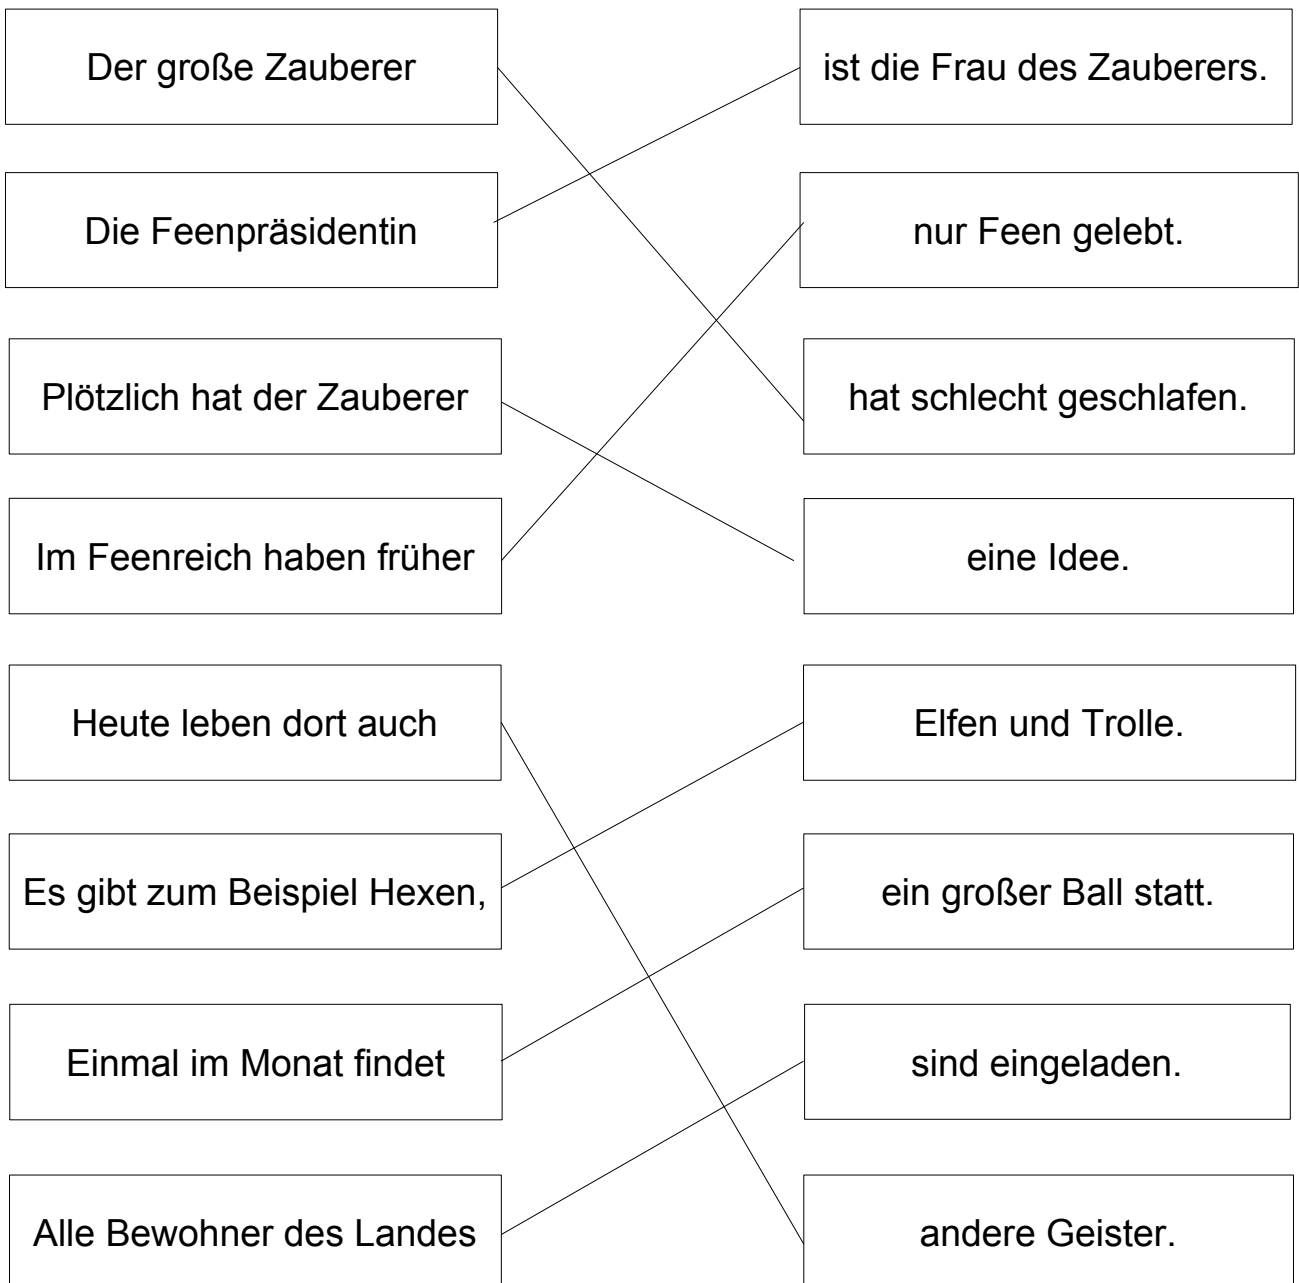 Der große Zauberer
ist die Frau des Zauberers.
Die Feenpräsidentin
nur Feen gelebt.
Plötzlich hat der Zauberer
hat schlecht geschlafen.
Im Feenreich haben früher
eine Idee.
Heute leben dort auch
Elfen und Trolle.
Es gibt zum Beispiel Hexen,
ein großer Ball statt.
Einmal im Monat findet
sind eingeladen.
Alle Bewohner des Landes
andere Geister.